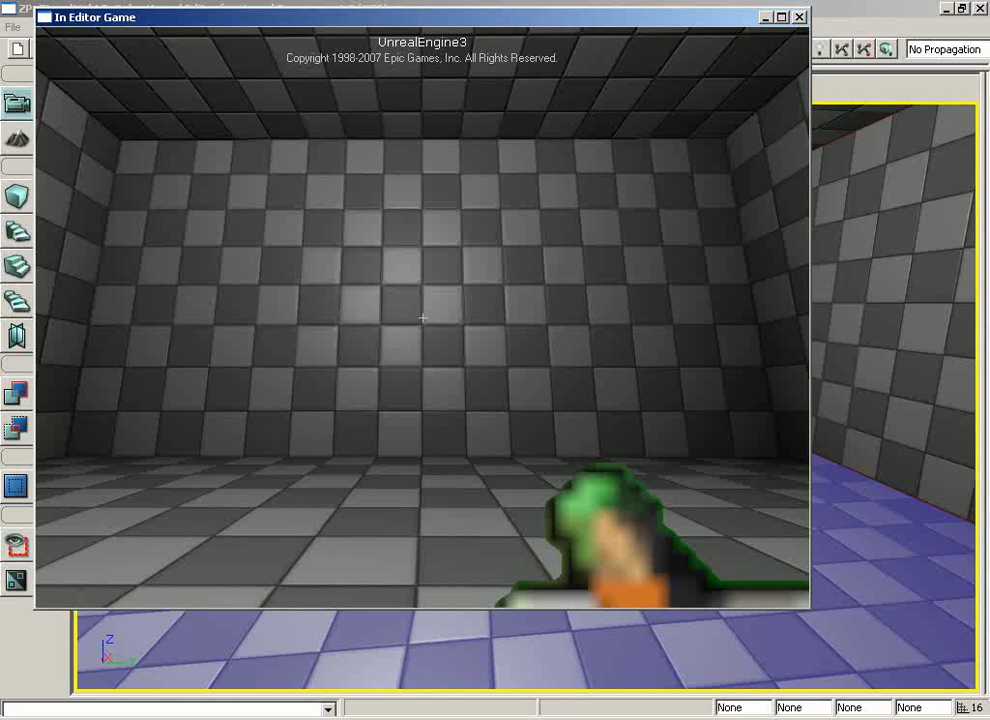 In Editor Game
File
UnrealEngine3
Copyright 1998-2007 Epic Games, Inc. All Rights Reserved.
No Propagation
Z
X
None
None
None
None
16